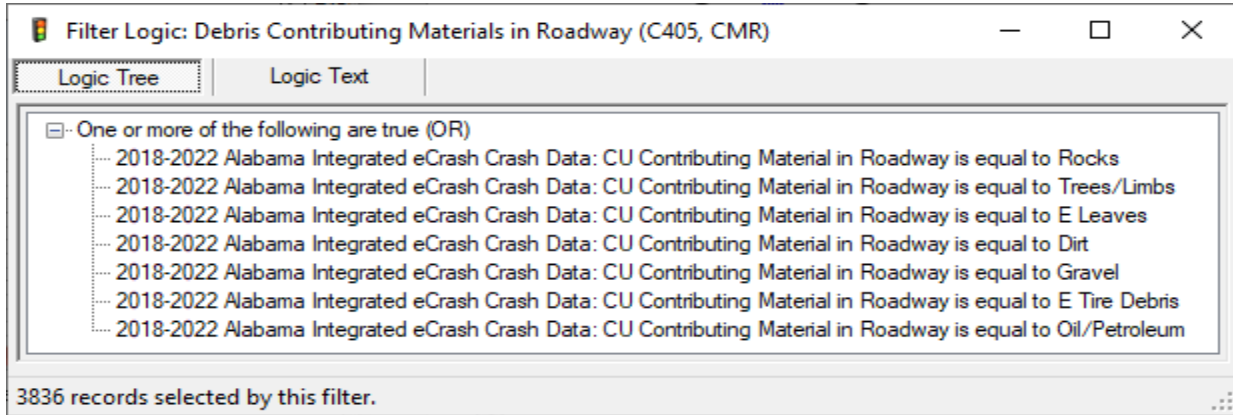 Filter Logic: Debris Contributing Materials in Roadway (C405, CMR)
Logic Tree Logic Text
One or more of the following are true (OR)
2018-2022 Alabama Integrated eCrash Crash Data: CU Contributing Material in Roadway is equal to Rocks
2018-2022 Alabama Integrated eCrash Crash Data: CU Contributing Material in Roadway is equal to Trees/Limbs
2018-2022 Alabama Integrated eCrash Crash Data: CU Contributing Material in Roadway is equal to E Leaves
2018-2022 Alabama Integrated eCrash Crash Data: CU Contributing Material in Roadway is equal to Dirt
2018-2022 Alabama Integrated eCrash Crash Data: CU Contributing Material in Roadway is equal to Gravel
2018-2022 Alabama Integrated eCrash Crash Data: CU Contributing Material in Roadway is equal to E Tire Debris
2018-2022 Alabama Integrated eCrash Crash Data: CU Contributing Material in Roadway is equal to Oil/Petroleum
3836 records selected by this filter.